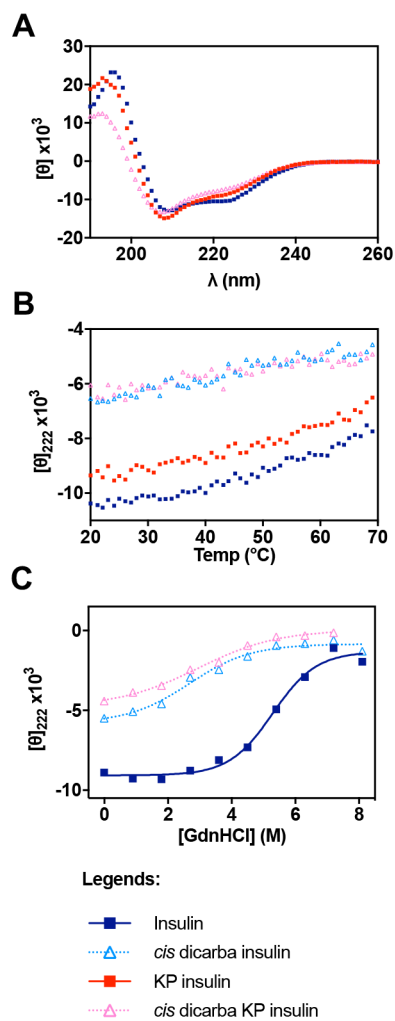 A
30
20
10
0
-10
-20
[θ] x10³
200
220
240
260
λ (nm)
B
-4
-6
-8
-10
[θ]₂₂₂ x10³
20
30
40
50
60
70
Temp (°C)
C
0
-5
-10
[θ]₂₂₂ x10³
0
2
4
6
8
[GdnHCl] (M)
Legends:
Insulin
cis dicarba insulin
KP insulin
cis dicarba KP insulin